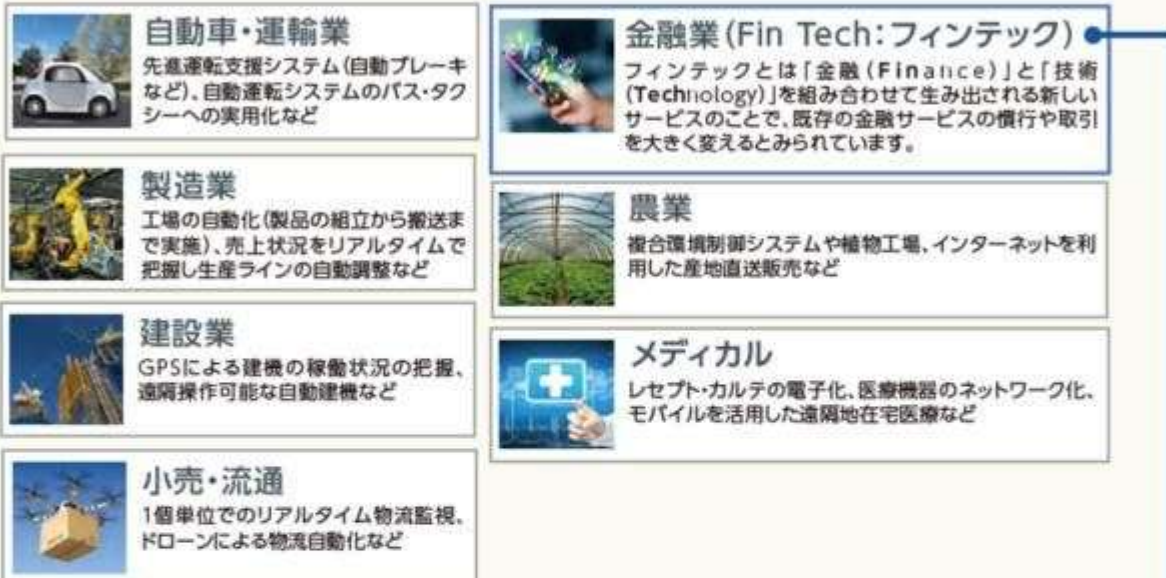 自動車・運輸業
先進運転支援システム(自動ブレーキ
など)、自動運転システムのバス・タク
シーへの実用化など
製造業
工場の自動化(製品の組立から搬送ま
で実施)、売上状況をリアルタイムで
把握し生産ラインの自動調整など
建設業
GPSによる建機の稼働状況の把握、
遠隔操作可能な自動建機など
小売・流通
1個単位でのリアルタイム物流監視、
ドローンによる物流自動化など
金融業(Fin Tech:フィンテック)
フィンテックとは「金融(Finance)」と「技術
(Technology)」を組み合わせて生み出される新しい
サービスのことで、既存の金融サービスの慣行や取引
を大きく変えるとみられています。
農業
複合環境制御システムや植物工場、インターネットを利
用した産地直送販売など
メディカル
レセプト・カルテの電子化、医療機器のネットワーク化、
モバイルを活用した遠隔地在宅医療など